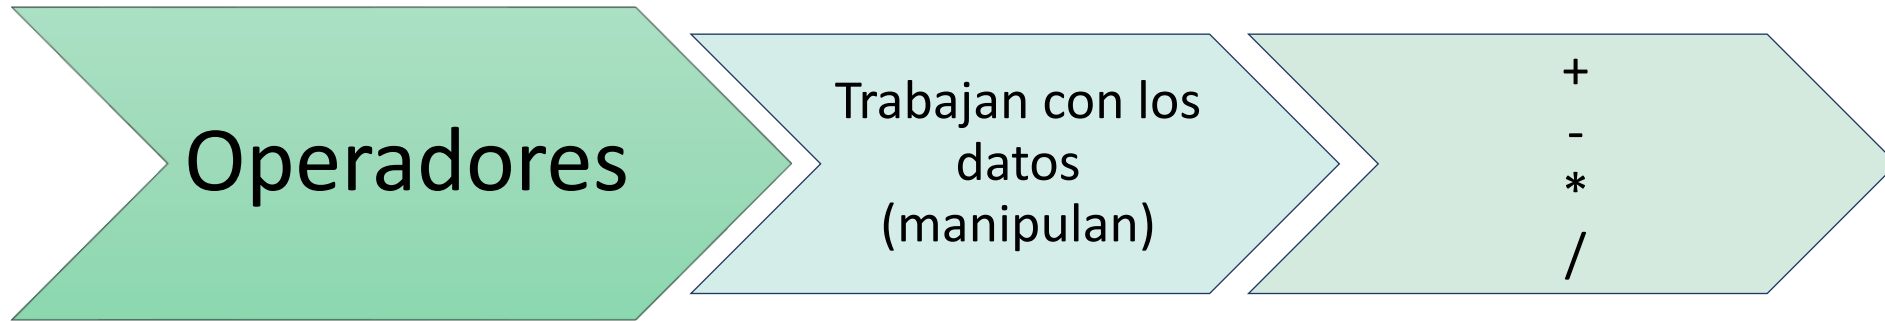 Operadores
Trabajan con los
datos
(manipulan)
+
-
*
/